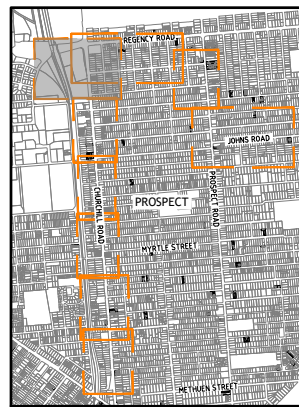 REGENCY ROAD
JOHNS ROAD
CHURCHILL ROAD
PROSPECT
PROSPECT ROAD
MYRTLE STREET
METHUEN STREET